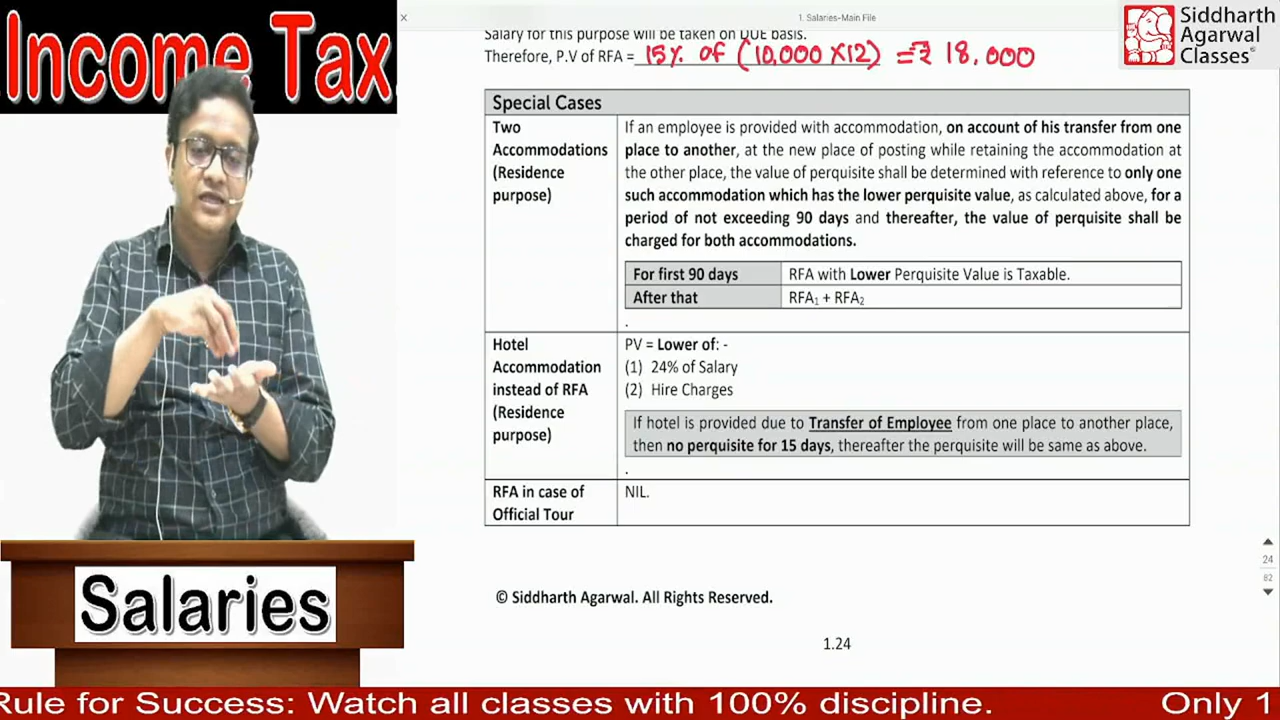 Income Tax
1. Salaries-Main File
Siddharth
Agarwal
Classes
Salary for this purpose will be taken on DUE basis.
Therefore, P.V of RFA = 15% of (10,000 X12) = ₹ 18,000
Special Cases
Two
Accommodations
(Residence
purpose)
If an employee is provided with accommodation, on account of his transfer from one
place to another, at the new place of posting while retaining the accommodation at
the other place, the value of perquisite shall be determined with reference to only one
such accommodation which has the lower perquisite value, as calculated above, for a
period of not exceeding 90 days and thereafter, the value of perquisite shall be
charged for both accommodations.
For first 90 days RFA with Lower Perquisite Value is Taxable.
After that RFA1 + RFA2
.
Hotel
Accommodation
instead of RFA
(Residence
purpose)
PV = Lower of: -
(1) 24% of Salary
(2) Hire Charges
If hotel is provided due to Transfer of Employee from one place to another place,
then no perquisite for 15 days, thereafter the perquisite will be same as above.
.
RFA in case of
Official Tour
NIL.
24
82
© Siddharth Agarwal. All Rights Reserved.
1.24
Salaries
Rule for Success: Watch all classes with 100% discipline. Only 1